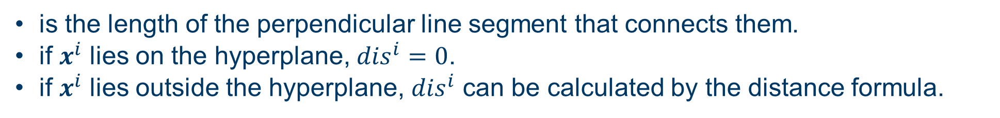 • is the length of the perpendicular line segment that connects them.
• if 𝒙ⁱ lies on the hyperplane, 𝑑𝑖𝑠ⁱ = 0.
• if 𝒙ⁱ lies outside the hyperplane, 𝑑𝑖𝑠ⁱ can be calculated by the distance formula.